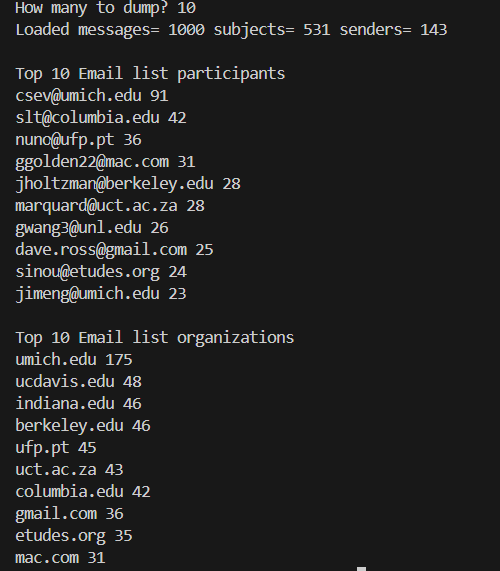 How many to dump? 10
Loaded messages= 1000 subjects= 531 senders= 143
Top 10 Email list participants
csev@umich.edu 91
slt@columbia.edu 42
nuno@ufp.pt 36
ggolden22@mac.com 31
jholtzman@berkeley.edu 28
marquard@uct.ac.za 28
gwang3@unl.edu 26
dave.ross@gmail.com 25
sinou@etudes.org 24
jimeng@umich.edu 23
Top 10 Email list organizations
umich.edu 175
ucdavis.edu 48
indiana.edu 46
berkeley.edu 46
ufp.pt 45
uct.ac.za 43
columbia.edu 42
gmail.com 36
etudes.org 35
mac.com 31